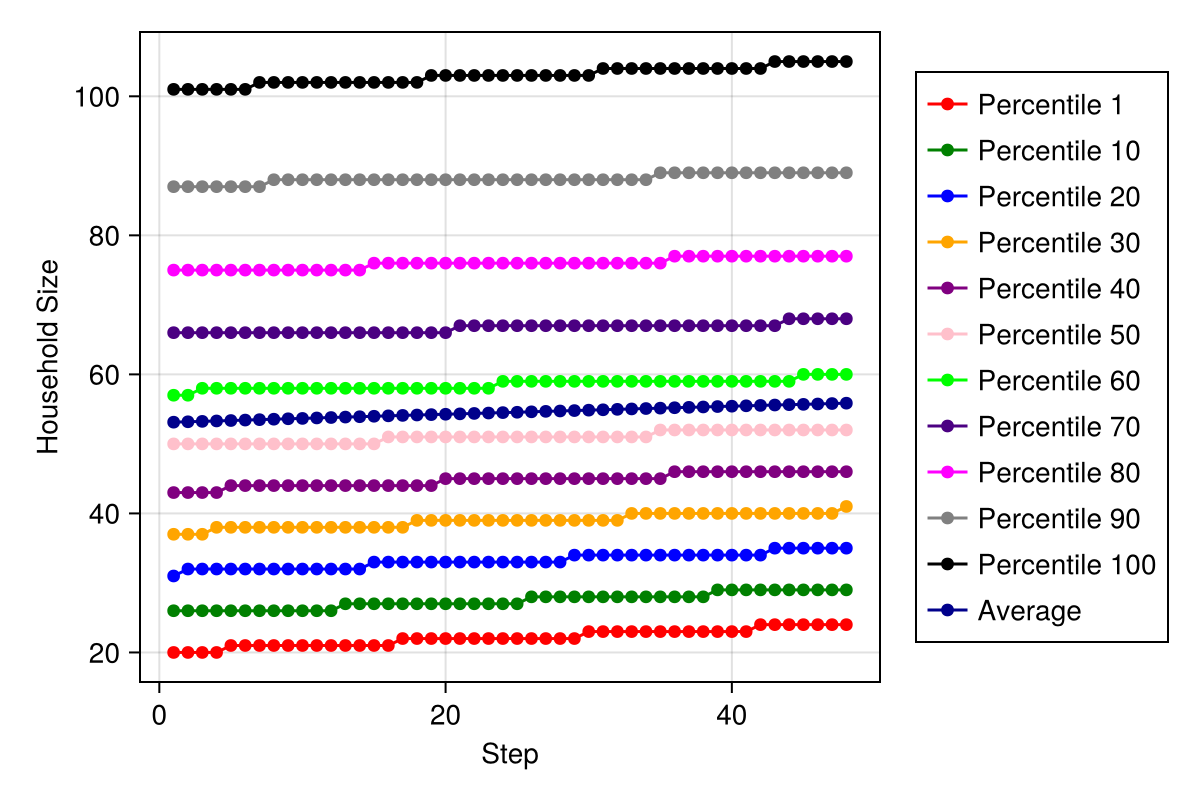 100
80
60
40
20
Household Size
0 20 40
Step
Percentile 1
Percentile 10
Percentile 20
Percentile 30
Percentile 40
Percentile 50
Percentile 60
Percentile 70
Percentile 80
Percentile 90
Percentile 100
Average